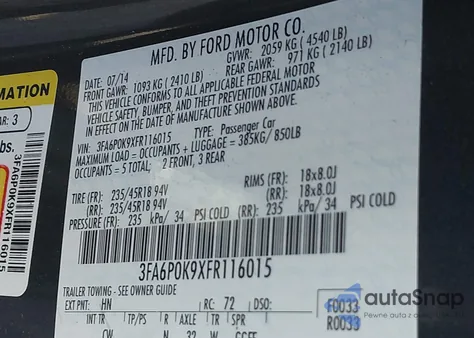 MFD. BY FORD MOTOR CO.
DATE: 07/14 GVWR: 2059 KG (4540 LB)
FRONT GAWR: 1093 KG (2410 LB) REAR GAWR: 971 KG (2140 LB)
THIS VEHICLE CONFORMS TO ALL APPLICABLE FEDERAL MOTOR
VEHICLE SAFETY, BUMPER, AND THEFT PREVENTION STANDARDS
IN EFFECT ON THE DATE OF MANUFACTURE SHOWN ABOVE.
VIN: 3FA6P0K9XFR116015 TYPE: Passenger Car
MAXIMUM LOAD = OCCUPANTS + LUGGAGE = 385KG/ 850LB
OCCUPANTS = 5 TOTAL; 2 FRONT, 3 REAR
TIRE (FR): 235/45R18 94V RIMS (FR): 18x8.0J
(RR): 235/45R18 94V (RR): 18x8.0J
PRESSURE (FR): 235 kPa/ 34 PSI COLD (RR): 235 kPa/ 34 PSI COLD
3FA6P0K9XFR116015
TRAILER TOWING - SEE OWNER GUIDE
EXT PNT: HN RC: 72 DSO: F0033
R0033
INT TR TP/PS R AXLE TR SPR
CW N 32
MATION
AR: 3
bs.
3FA6P0K9XFR116015
autoSnap